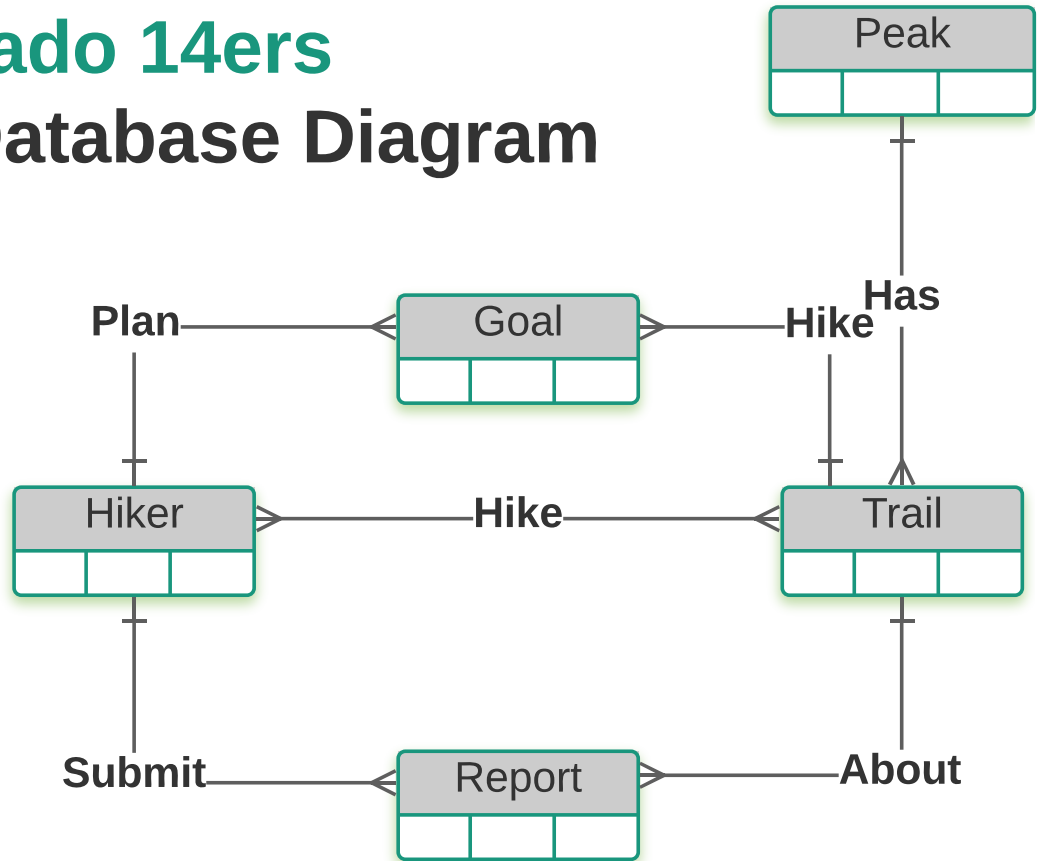 ado 14ers
atabase Diagram
Peak
Has
Plan
Goal
Hike
Hiker
Hike
Trail
Submit
Report
About